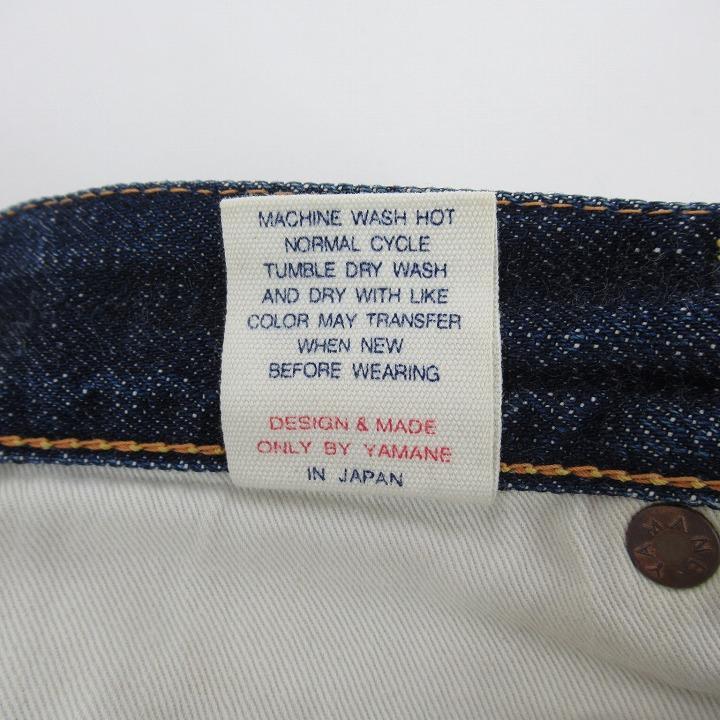 MACHINE WASH HOT
NORMAL CYCLE
TUMBLE DRY WASH
AND DRY WITH LIKE
COLOR MAY TRANSFER
WHEN NEW
BEFORE WEARING
DESIGN & MADE
ONLY BY YAMANE
IN JAPAN
YAMANE